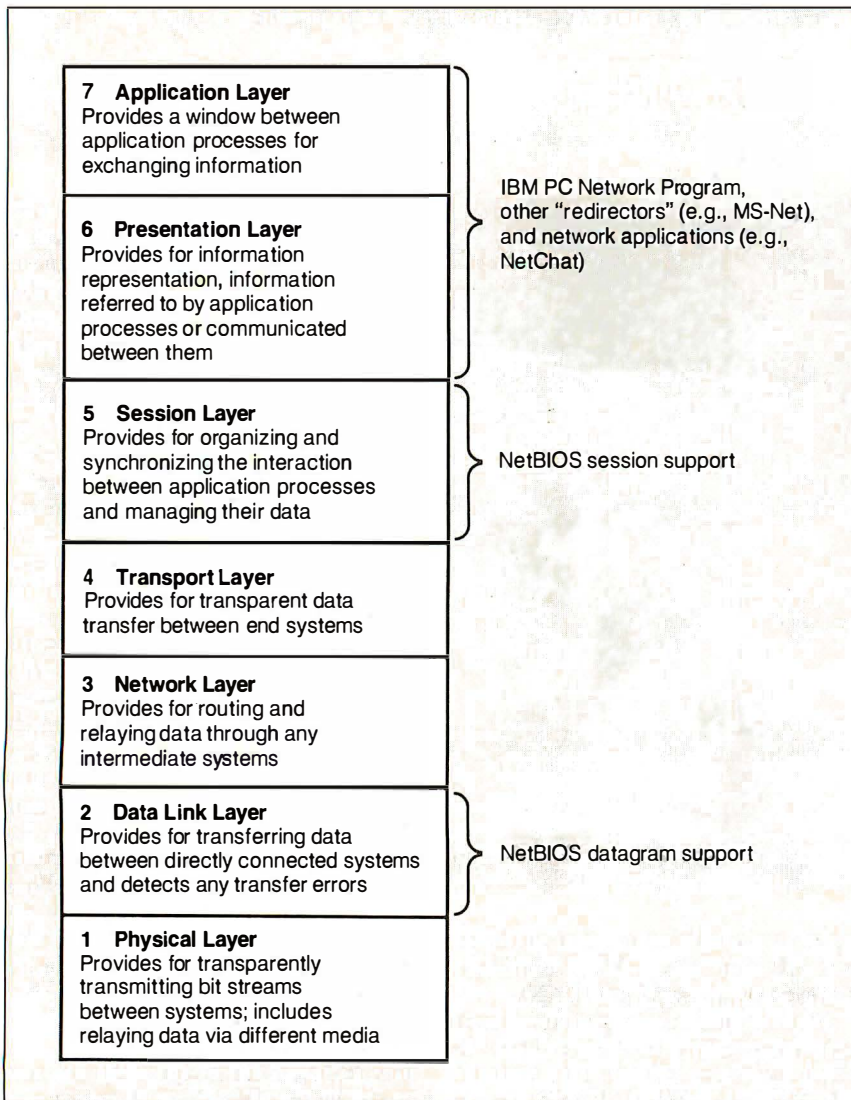 7 Application Layer
Provides a window between
application processes for
exchanging information
IBM PC Network Program,
other “redirectors” (e.g., MS-Net),
and network applications (e.g.,
NetChat)
6 Presentation Layer
Provides for information
representation, information
referred to by application
processes or communicated
between them
5 Session Layer
Provides for organizing and
synchronizing the interaction
between application processes
and managing their data
NetBIOS session support
4 Transport Layer
Provides for transparent data
transfer between end systems
3 Network Layer
Provides for routing and
relaying data through any
intermediate systems
2 Data Link Layer
Provides for transferring data
between directly connected systems
and detects any transfer errors
NetBIOS datagram support
1 Physical Layer
Provides for transparently
transmitting bit streams
between systems; includes
relaying data via different media